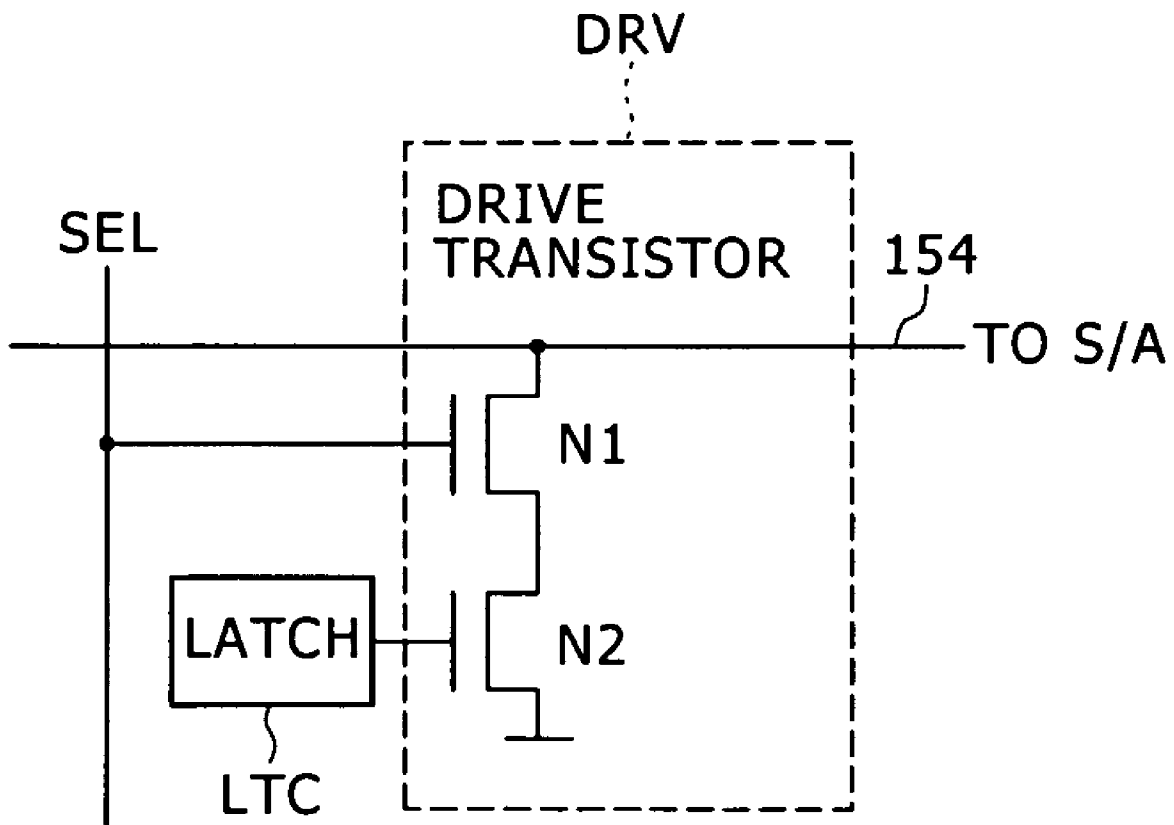 DRV
DRIVE
TRANSISTOR
SEL
154
TO S/A
N1
LATCH
N2
LTC